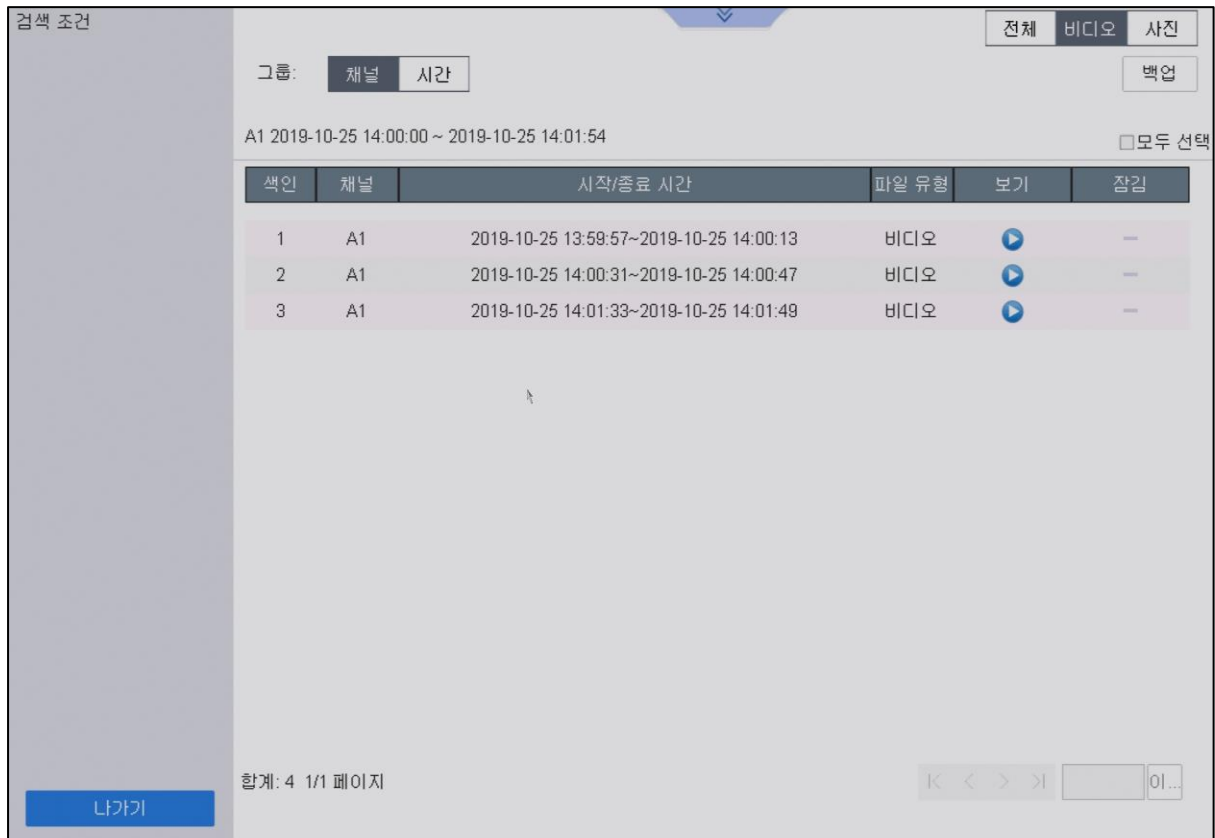 검색 조건
전체 비디오 사진
그룹: 채널 시간 백업
A1 2019-10-25 14:00:00 ~ 2019-10-25 14:01:54
모두 선택
색인 채널 시작/종료 시간 파일 유형 보기 잠김
1 A1 2019-10-25 13:59:57~2019-10-25 14:00:13 비디오
2 A1 2019-10-25 14:00:31~2019-10-25 14:00:47 비디오
3 A1 2019-10-25 14:01:33~2019-10-25 14:01:49 비디오
합계: 4 1/1 페이지 이...
나가기